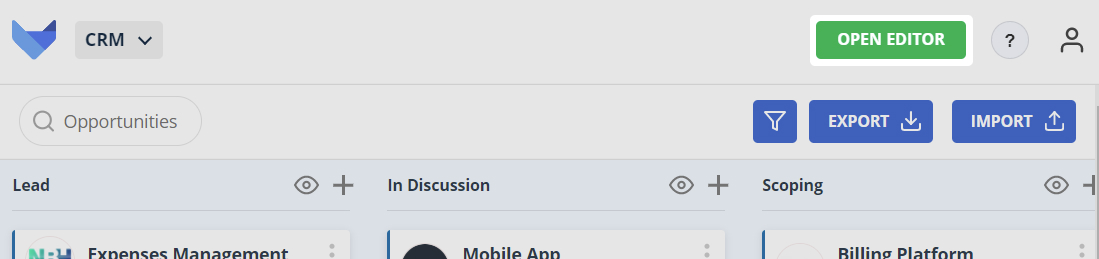 CRM
OPEN EDITOR
?
Opportunities
EXPORT
IMPORT
Lead
In Discussion
Scoping
Expenses Management
Mobile App
Billing Platform